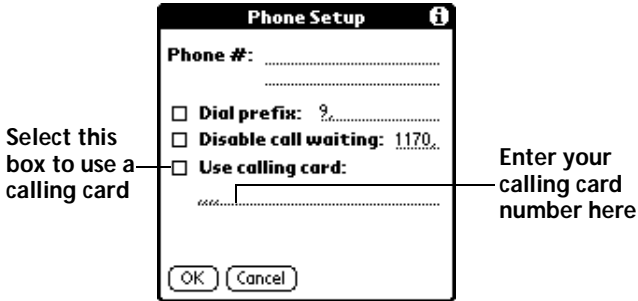 Phone Setup i
Phone #:
Dial prefix: 9,
Disable call waiting: 1170,
Use calling card:
,,,,
OK Cancel
Select this
box to use a
calling card
Enter your
calling card
number here